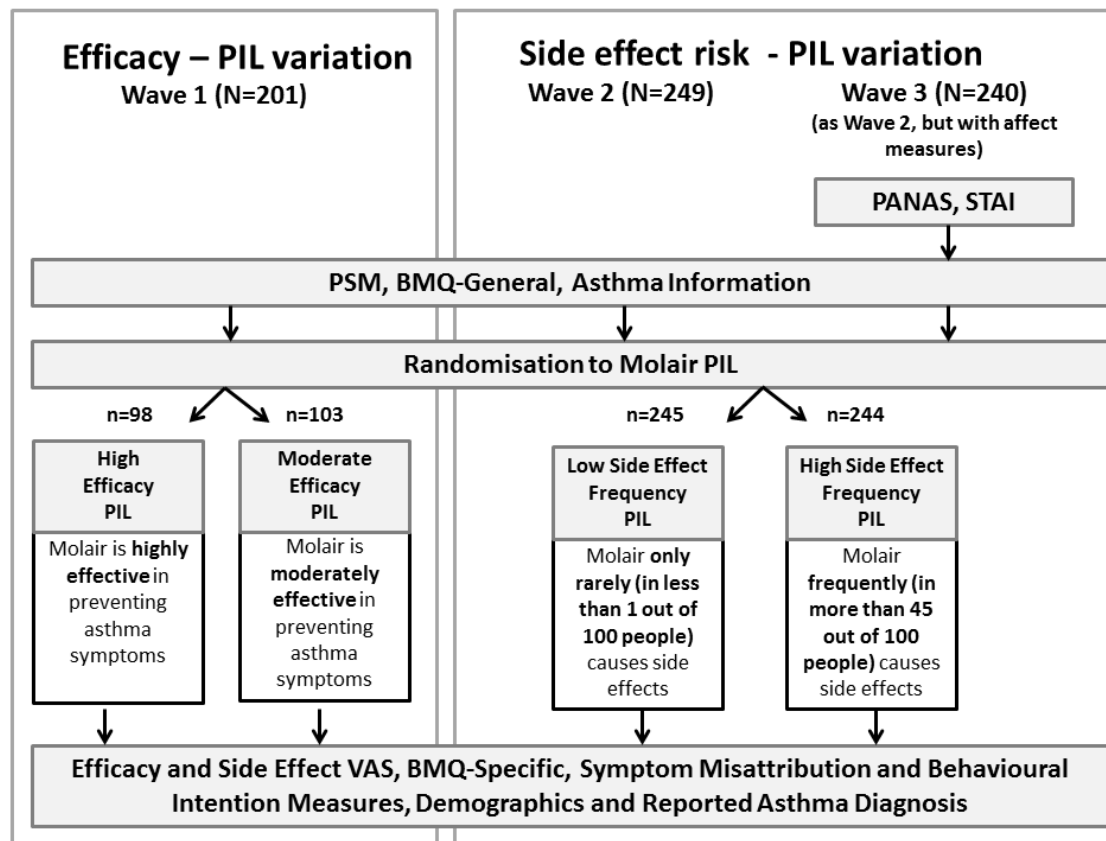 Efficacy – PIL variation
Wave 1 (N=201)
Side effect risk - PIL variation
Wave 2 (N=249)
Wave 3 (N=240)
(as Wave 2, but with affect
measures)
PANAS, STAI
PSM, BMQ-General, Asthma Information
Randomisation to Molair PIL
n=98
n=103
n=245
n=244
High
Efficacy
PIL
Molair is highly
effective in
preventing
asthma
symptoms
Moderate
Efficacy
PIL
Molair is
moderately
effective in
preventing
asthma
symptoms
Low Side Effect
Frequency
PIL
Molair only
rarely (in less
than 1 out of
100 people)
causes side
effects
High Side Effect
Frequency
PIL
Molair
frequently (in
more than 45
out of 100
people) causes
side effects
Efficacy and Side Effect VAS, BMQ-Specific, Symptom Misattribution and Behavioural
Intention Measures, Demographics and Reported Asthma Diagnosis